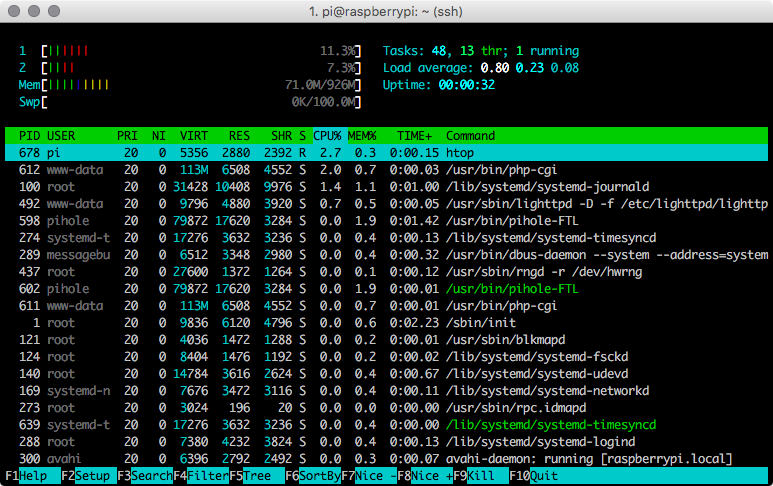 1. pi@raspberrypi: ~ (ssh)
1 [||||||| 11.3%] Tasks: 48, 13 thr; 1 running
2 [|||| 7.3%] Load average: 0.80 0.23 0.08
Mem[||||||||| 71.0M/926M] Uptime: 00:00:32
Swp[ 0K/100.0M]
PID USER PRI NI VIRT RES SHR S CPU% MEM% TIME+ Command
678 pi 20 0 5356 2880 2392 R 2.7 0.3 0:00.15 htop
612 www-data 20 0 113M 6508 4552 S 2.0 0.7 0:00.03 /usr/bin/php-cgi
100 root 20 0 31428 10408 9976 S 1.4 1.1 0:01.00 /lib/systemd/systemd-journald
492 www-data 20 0 9796 4880 3920 S 0.7 0.5 0:00.05 /usr/sbin/lighttpd -D -f /etc/lighttpd/lighttp
598 pihole 20 0 79872 17620 3284 S 0.0 1.9 0:01.42 /usr/bin/pihole-FTL
274 systemd-t 20 0 17276 3632 3236 S 0.0 0.4 0:00.13 /lib/systemd/systemd-timesyncd
289 messagebu 20 0 6512 3348 2980 S 0.0 0.4 0:00.32 /usr/bin/dbus-daemon --system --address=system
437 root 20 0 27600 1372 1264 S 0.0 0.1 0:00.12 /usr/sbin/rngd -r /dev/hwrng
602 pihole 20 0 79872 17620 3284 S 0.0 1.9 0:00.01 /usr/bin/pihole-FTL
611 www-data 20 0 113M 6508 4552 S 0.0 0.7 0:00.01 /usr/bin/php-cgi
1 root 20 0 9836 6120 4796 S 0.0 0.6 0:02.23 /sbin/init
121 root 20 0 4036 1472 1288 S 0.0 0.2 0:00.01 /usr/sbin/blkmapd
124 root 20 0 8404 1476 1192 S 0.0 0.2 0:00.02 /lib/systemd/systemd-fsckd
140 root 20 0 14784 3616 2624 S 0.0 0.4 0:00.67 /lib/systemd/systemd-udevd
169 systemd-n 20 0 7676 3472 3116 S 0.0 0.4 0:00.11 /lib/systemd/systemd-networkd
273 root 20 0 3024 196 20 S 0.0 0.0 0:00.00 /usr/sbin/rpc.idmapd
639 systemd-t 20 0 17276 3632 3236 S 0.0 0.4 0:00.00 /lib/systemd/systemd-timesyncd
288 root 20 0 7380 4232 3824 S 0.0 0.4 0:00.13 /lib/systemd/systemd-logind
300 avahi 20 0 6396 2792 2492 S 0.0 0.3 0:00.07 avahi-daemon: running [raspberrypi.local]
F1Help F2Setup F3SearchF4FilterF5Tree F6SortByF7Nice -F8Nice +F9Kill F10Quit